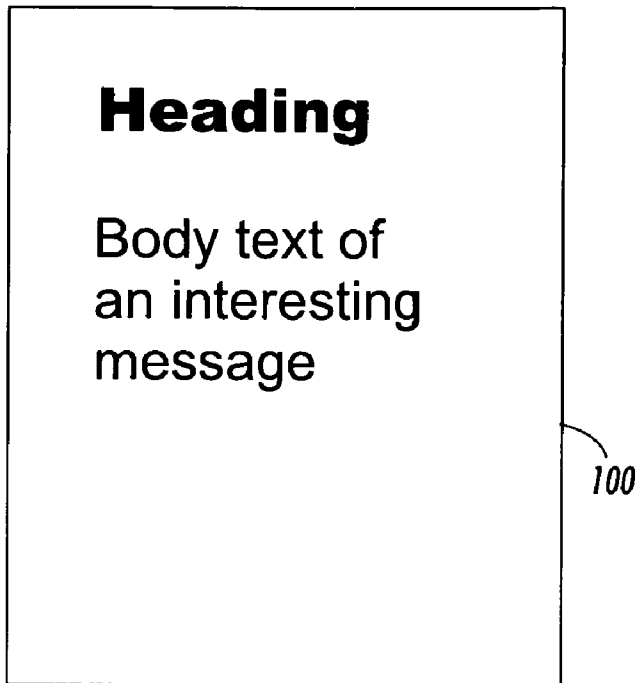 Heading
Body text of
an interesting
message
100